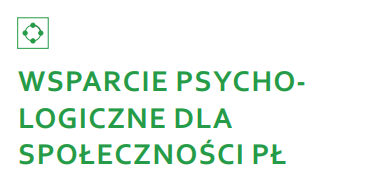 WSPARCIE PSYCHO-
LOGICZNE DLA
SPOŁECZNOŚCI PŁ